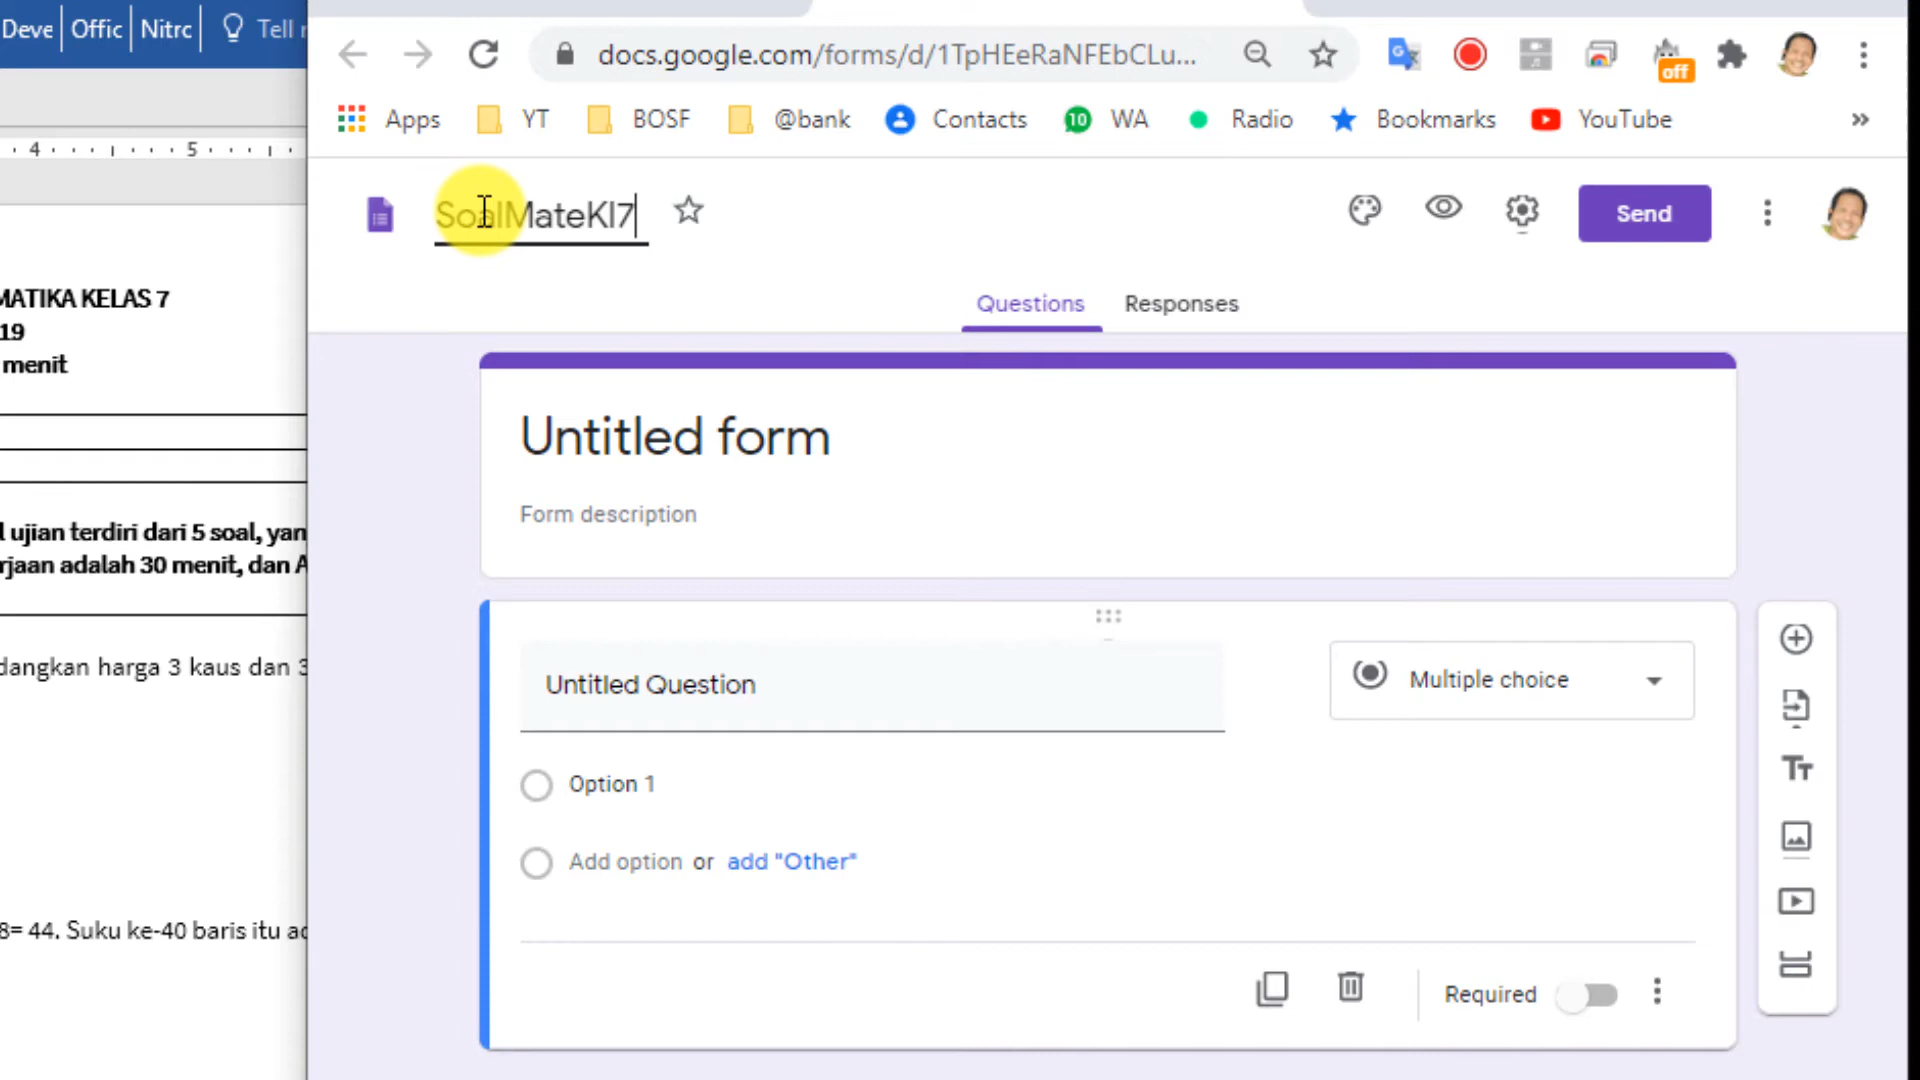 Deve Offic Nitrc Tell
docs.google.com/forms/d/1TpHEeRaNFEbCLu...
off
Apps YT BOSF @bank Contacts 10 WA Radio Bookmarks YouTube »
4 5
SoalMateKl7
Send
MATIKA KELAS 7
19
menit
Questions Responses
Untitled form
Form description
l ujian terdiri dari 5 soal, yan
rjaan adalah 30 menit, dan A
dangkan harga 3 kaus dan 3
Untitled Question
Multiple choice
Option 1
Add option or add "Other"
8= 44. Suku ke-40 baris itu ad
Required